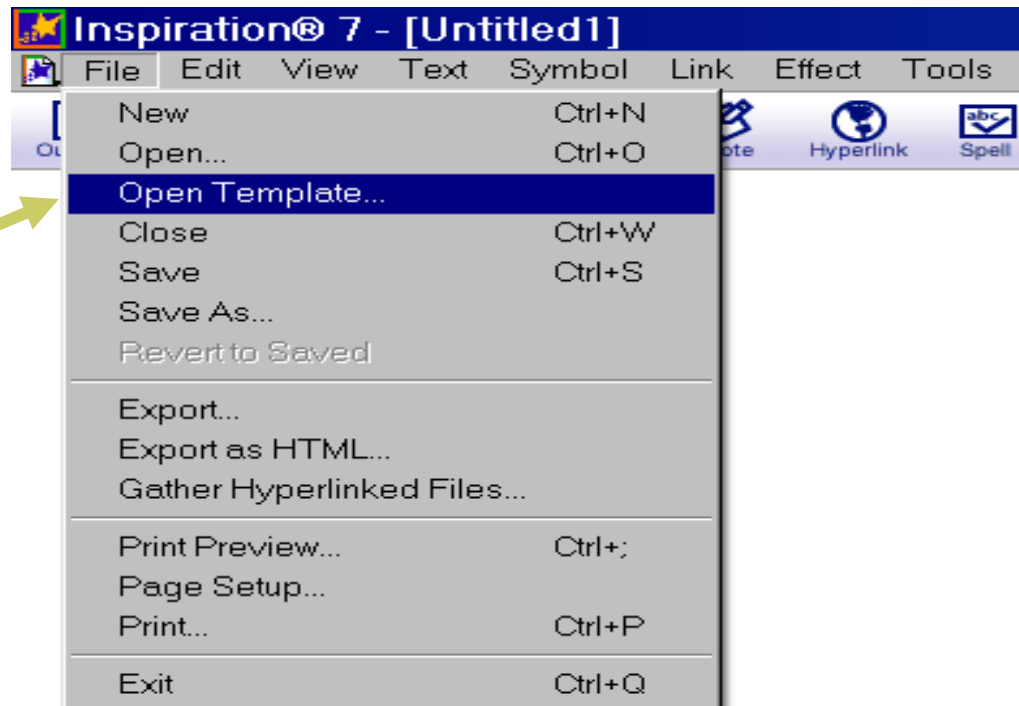 Inspiration® 7 - [Untitled1]
File Edit View Text Symbol Link Effect Tools
Hyperlink Spell
abc
New Ctrl+N
Open... Ctrl+O
Open Template...
Close Ctrl+W
Save Ctrl+S
Save As...
Revert to Saved
Export...
Export as HTML...
Gather Hyperlinked Files...
Print Preview... Ctrl+;
Page Setup...
Print... Ctrl+P
Exit Ctrl+Q